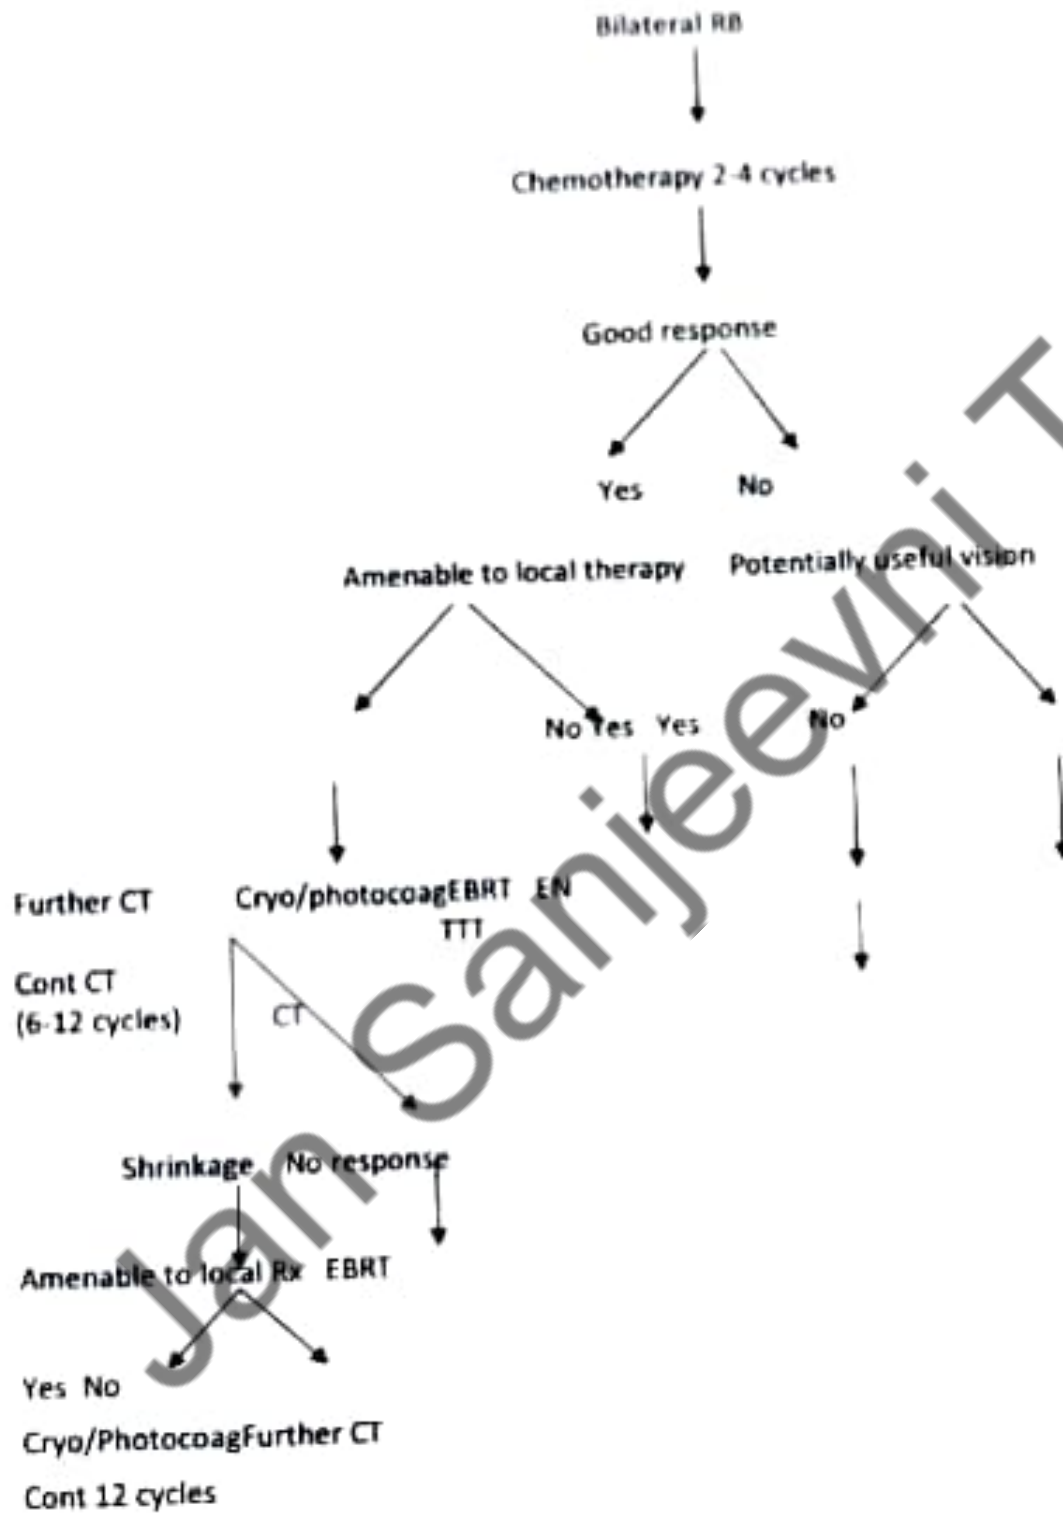 Bilateral RB
Chemotherapy 2-4 cycles
Good response
Yes No
Amenable to local therapy Potentially useful vision
No Yes Yes No
Further CT Cryo/photocoagEBRT EN
TTT
Cont CT
(6-12 cycles) CT
Shrinkage No response
Amenable to local Rx EBRT
Yes No
Cryo/PhotocoagFurther CT
Cont 12 cycles
Jan Sanjeevni T